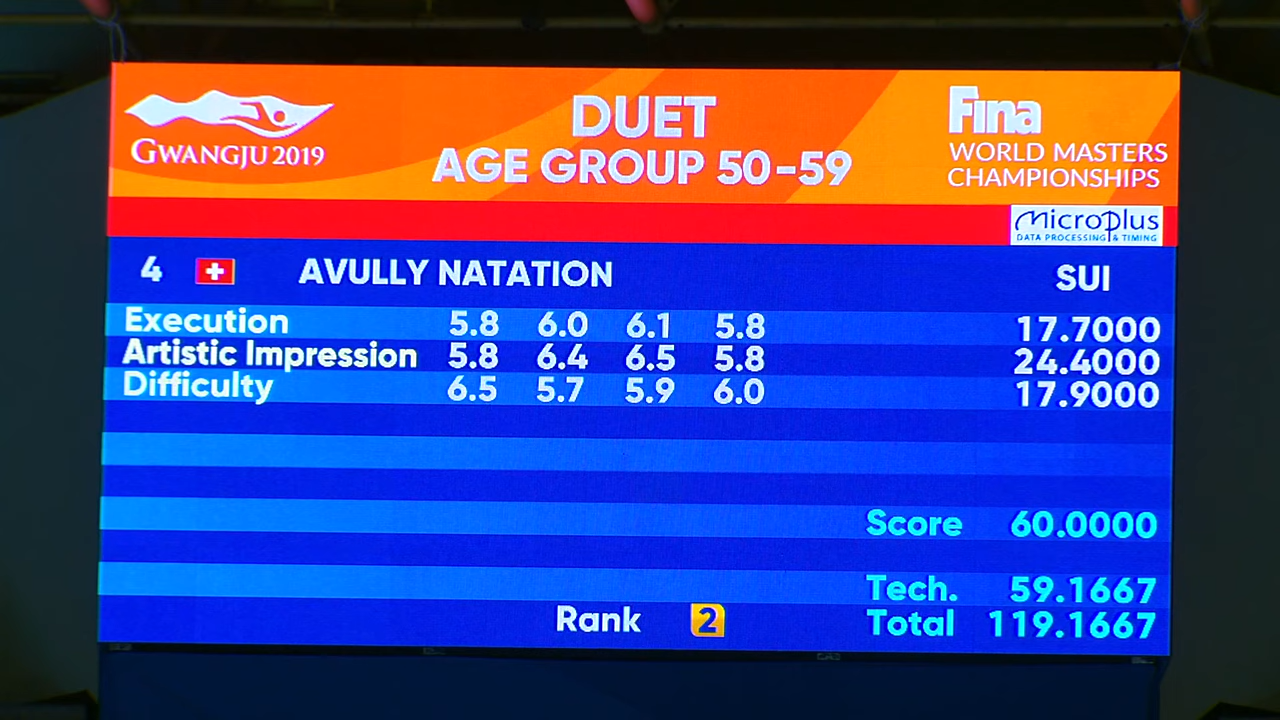 GWANGJU 2019
DUET
AGE GROUP 50-59
Fina
WORLD MASTERS
CHAMPIONSHIPS
Microplus
DATA PROCESSING & TIMING
4 AVULLY NATATION SUI
Execution 5.8 6.0 6.1 5.8 17.7000
Artistic Impression 5.8 6.4 6.5 5.8 24.4000
Difficulty 6.5 5.7 5.9 6.0 17.9000
Score 60.0000
Tech. 59.1667
Rank 2 Total 119.1667